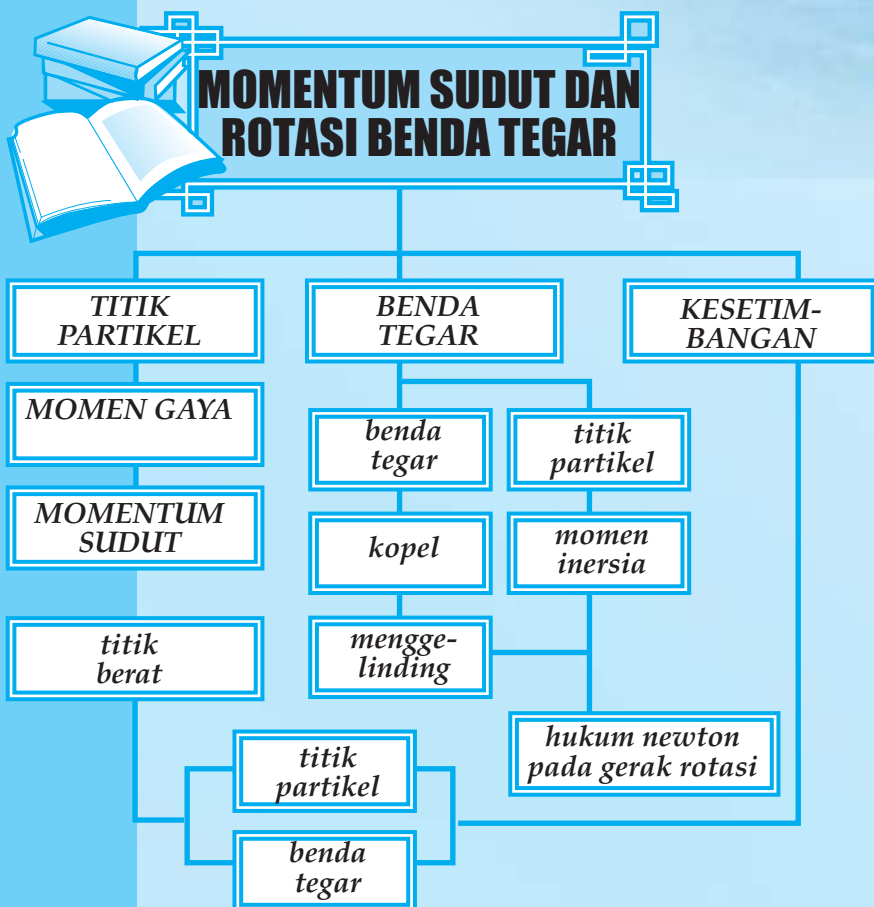 MOMENTUM SUDUT DAN
ROTASI BENDA TEGAR
TITIK
PARTIKEL
BENDA
TEGAR
KESETIM-
BANGAN
MOMEN GAYA
benda
tegar
titik
partikel
MOMENTUM
SUDUT
kopel
momen
inersia
titik
berat
mengge-
linding
hukum newton
pada gerak rotasi
titik
partikel
benda
tegar